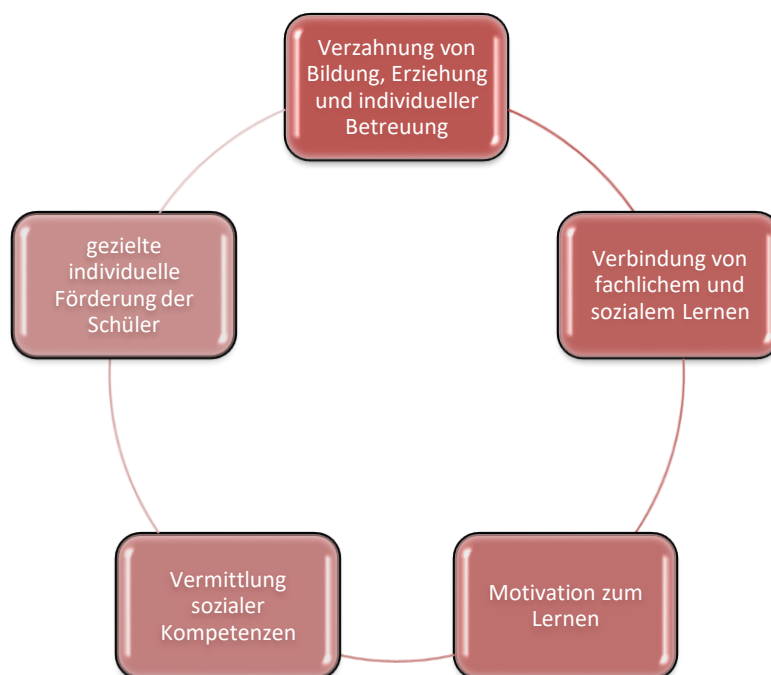 Verzahnung von
Bildung, Erziehung
und individueller
Betreuung
Verbindung von
fachlichem und
sozialem Lernen
Motivation zum
Lernen
Vermittlung
sozialer
Kompetenzen
gezielte
individuelle
Förderung der
Schüler